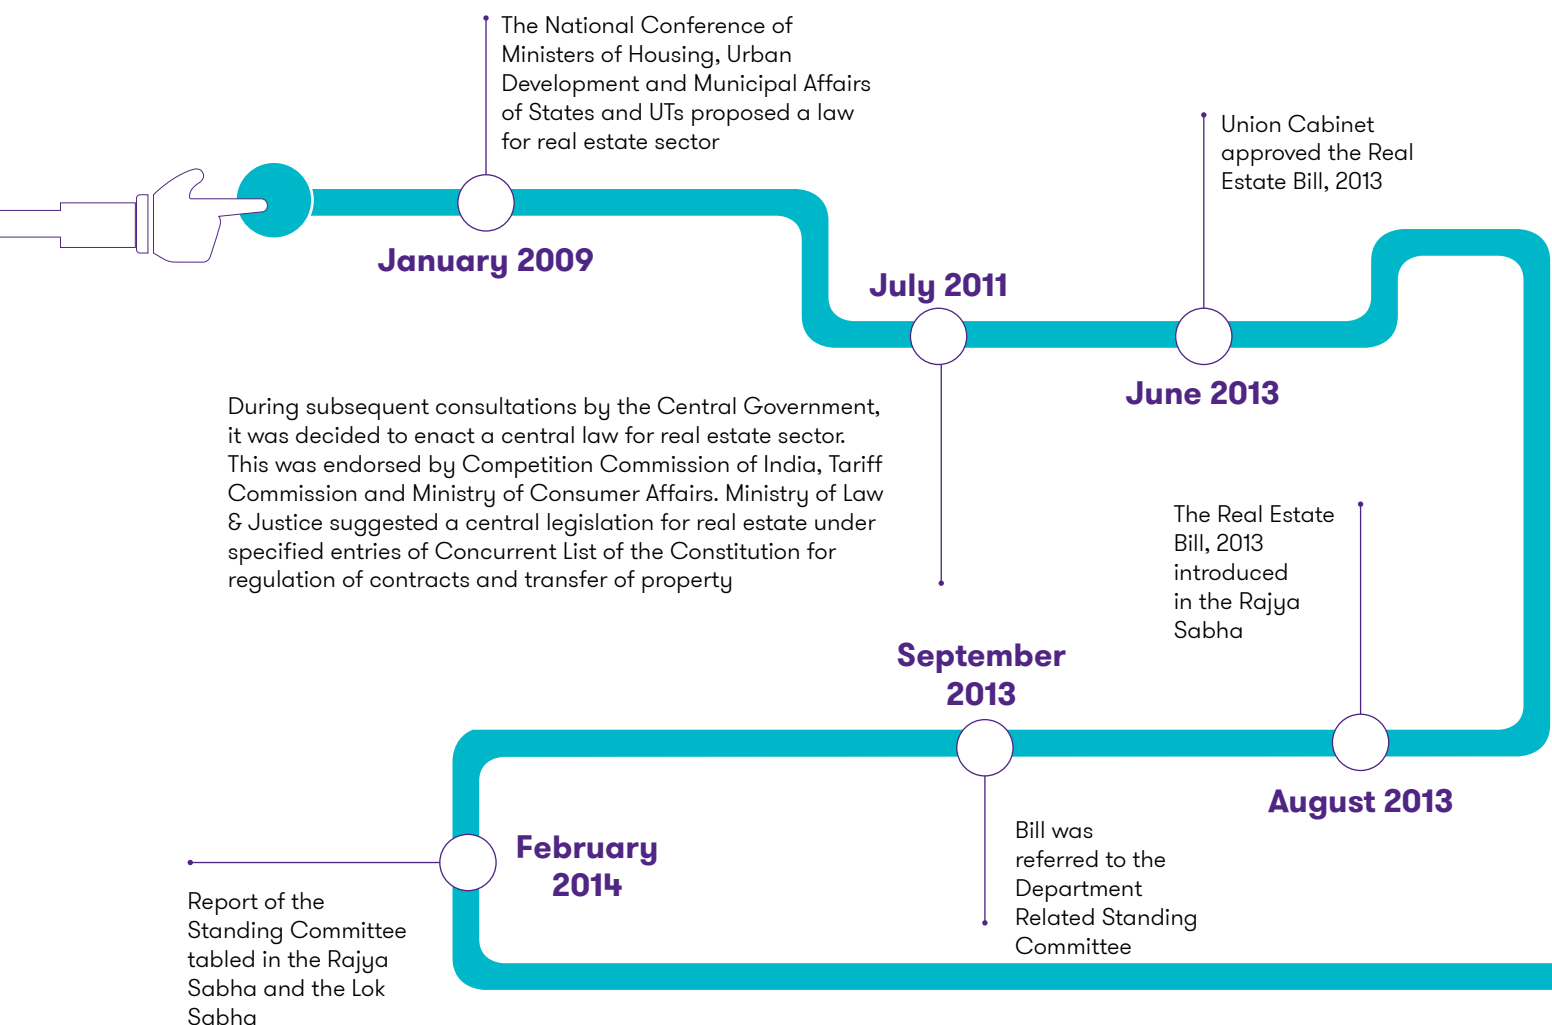 The National Conference of
Ministers of Housing, Urban
Development and Municipal Affairs
of States and UTs proposed a law
for real estate sector
January 2009
July 2011
During subsequent consultations by the Central Government,
it was decided to enact a central law for real estate sector.
This was endorsed by Competition Commission of India, Tariff
Commission and Ministry of Consumer Affairs. Ministry of Law
& Justice suggested a central legislation for real estate under
specified entries of Concurrent List of the Constitution for
regulation of contracts and transfer of property
Union Cabinet
approved the Real
Estate Bill, 2013
June 2013
The Real Estate
Bill, 2013
introduced
in the Rajya
Sabha
August 2013
September
2013
Bill was
referred to the
Department
Related Standing
Committee
February
2014
Report of the
Standing Committee
tabled in the Rajya
Sabha and the Lok
Sabha